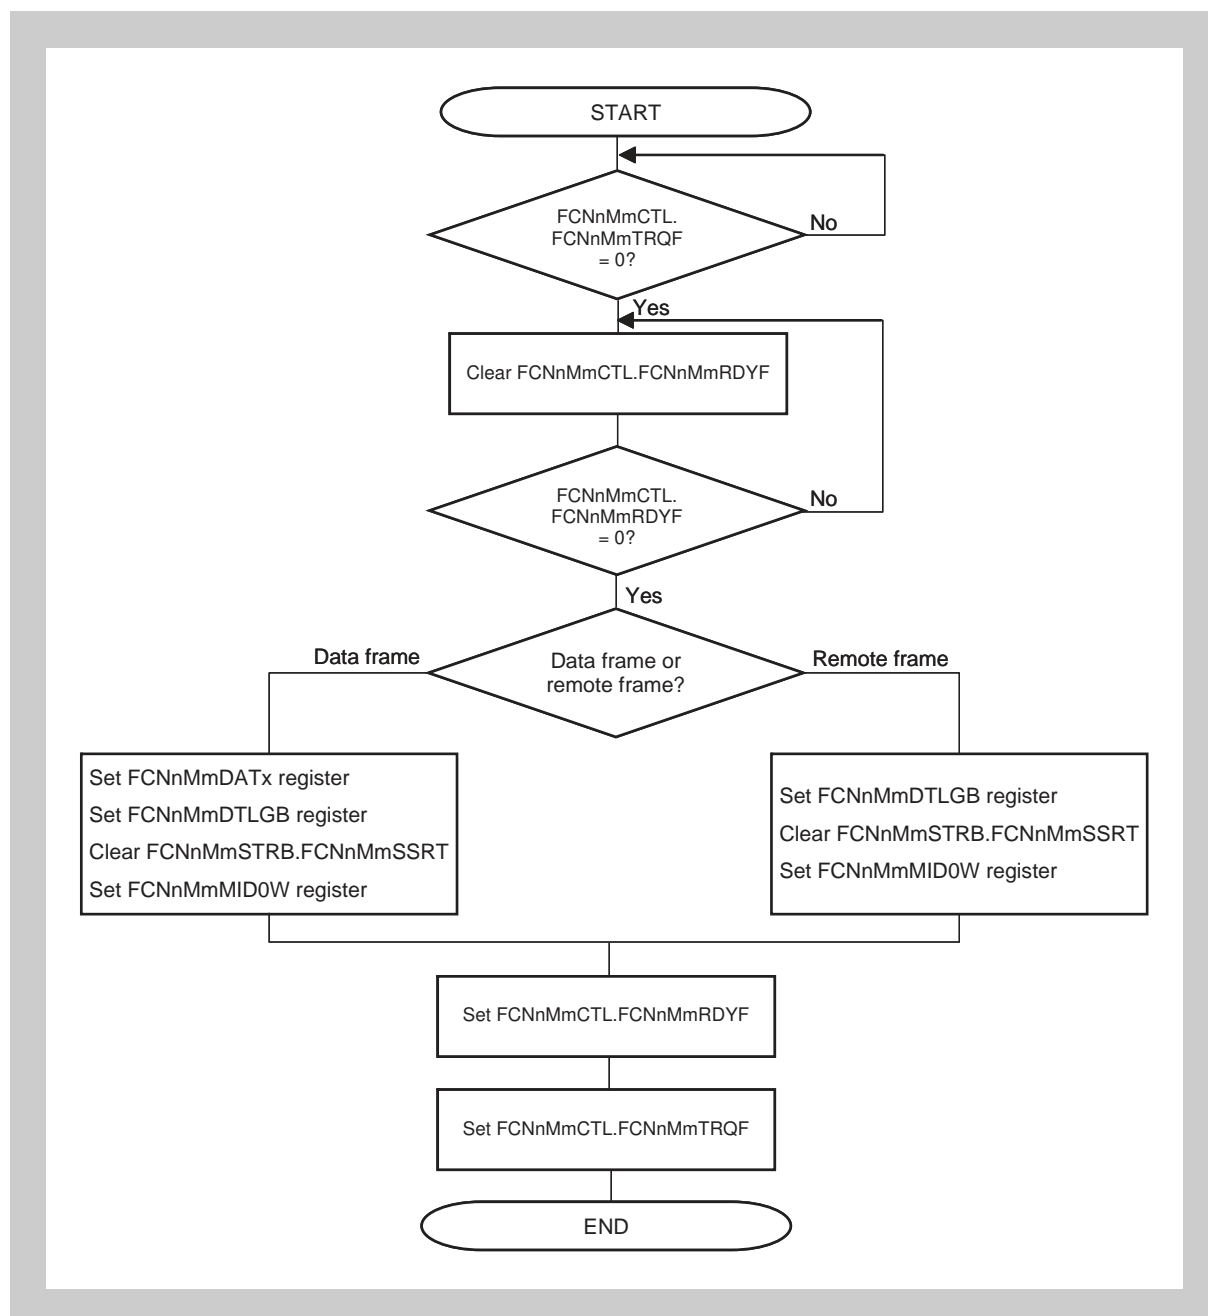 START
FCNnMmCTL.
FCNnMmTRQF
= 0?
No
Yes
Clear FCNnMmCTL.FCNnMmRDYF
FCNnMmCTL.
FCNnMmRDYF
= 0?
No
Yes
Data frame
Data frame or
remote frame?
Remote frame
Set FCNnMmDATx register
Set FCNnMmDTLGB register
Clear FCNnMmSTRB.FCNnMmSSRT
Set FCNnMmMID0W register
Set FCNnMmDTLGB register
Clear FCNnMmSTRB.FCNnMmSSRT
Set FCNnMmMID0W register
Set FCNnMmCTL.FCNnMmRDYF
Set FCNnMmCTL.FCNnMmTRQF
END